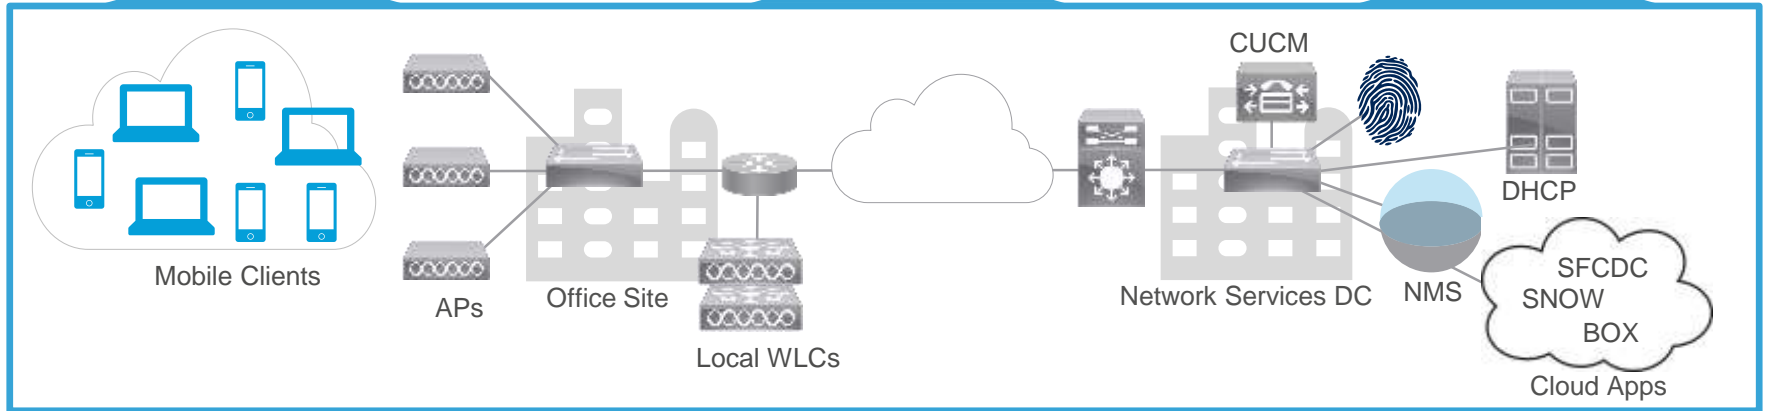 CUCM
DHCP
Mobile Clients
APs
Office Site
Local WLCs
Network Services DC
NMS
SFCDC
SNOW
BOX
Cloud Apps